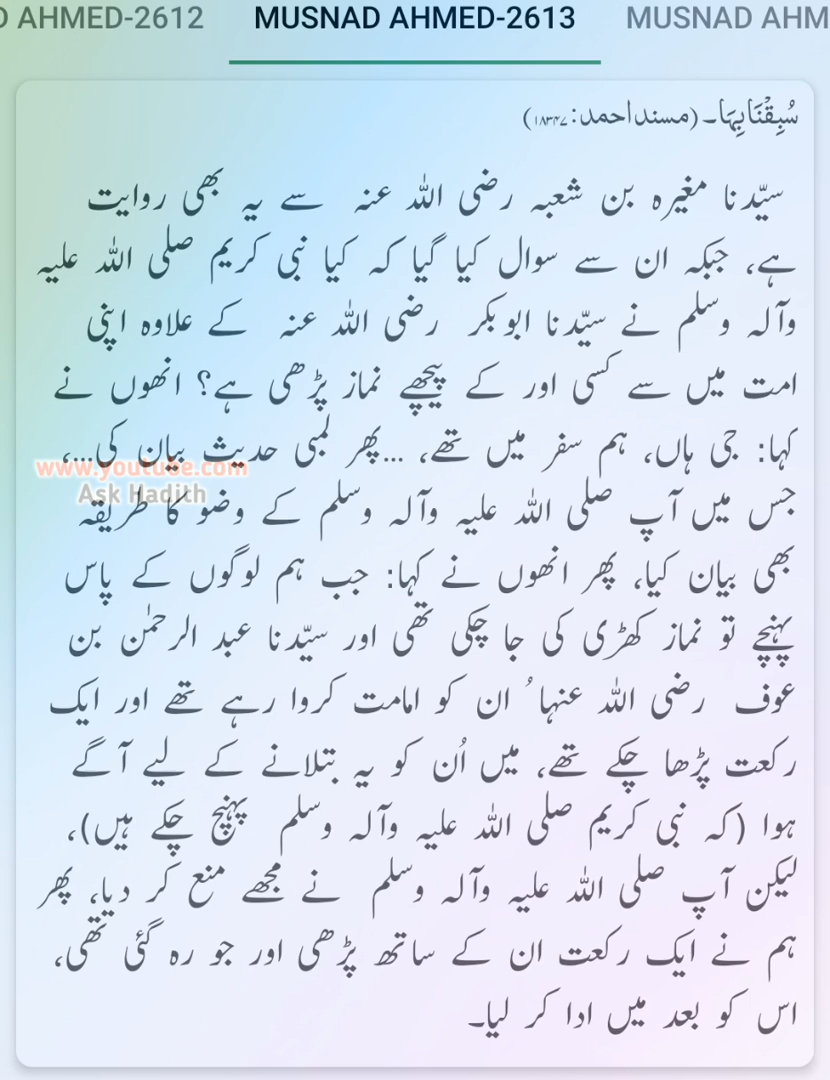 D AHMED-2612 MUSNAD AHMED-2613 MUSNAD AHM
سُبِقْنَا بِہَا۔ (مسند احمد: ۱۸۳۴۷)
سیّدنا مغیرہ بن شعبہ رضی اللہ عنہ سے یہ بھی روایت
ہے، جبکہ ان سے سوال کیا گیا کہ کیا نبی کریم صلی اللہ علیہ
وآلہ وسلم نے سیّدنا ابوبکر رضی اللہ عنہ کے علاوہ اپنی
امت میں سے کسی اور کے پیچھے نماز پڑھی ہے؟ انھوں نے
کہا: جی ہاں، ہم سفر میں تھے، …پھر لمبی حدیث بیان کی…،
www.youtube.com
Ask Hadith
جس میں آپ صلی اللہ علیہ وآلہ وسلم کے وضو کا طریقہ
بھی بیان کیا، پھر انھوں نے کہا: جب ہم لوگوں کے پاس
پہنچے تو نماز کھڑی کی جا چکی تھی اور سیّدنا عبد الرحمٰن بن
عوف رضی اللہ عنہا ُ ان کو امامت کروا رہے تھے اور ایک
رکعت پڑھا چکے تھے، میں اُن کو یہ بتلانے کے لیے آگے
ہوا (کہ نبی کریم صلی اللہ علیہ وآلہ وسلم پہنچ چکے ہیں)،
لیکن آپ صلی اللہ علیہ وآلہ وسلم نے مجھے منع کر دیا، پھر
ہم نے ایک رکعت ان کے ساتھ پڑھی اور جو رہ گئی تھی،
اس کو بعد میں ادا کر لیا۔